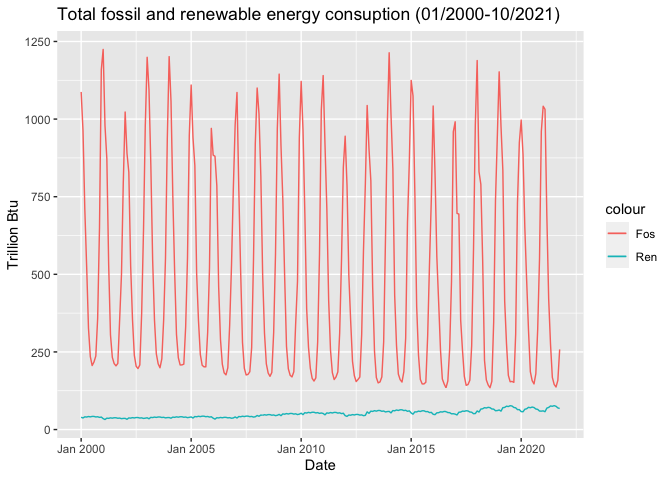 Total fossil and renewable energy consuption (01/2000-10/2021)
1250
1000
750
500
250
0
Trillion Btu
Jan 2000 Jan 2005 Jan 2010 Jan 2015 Jan 2020
Date
colour
Fos
Ren